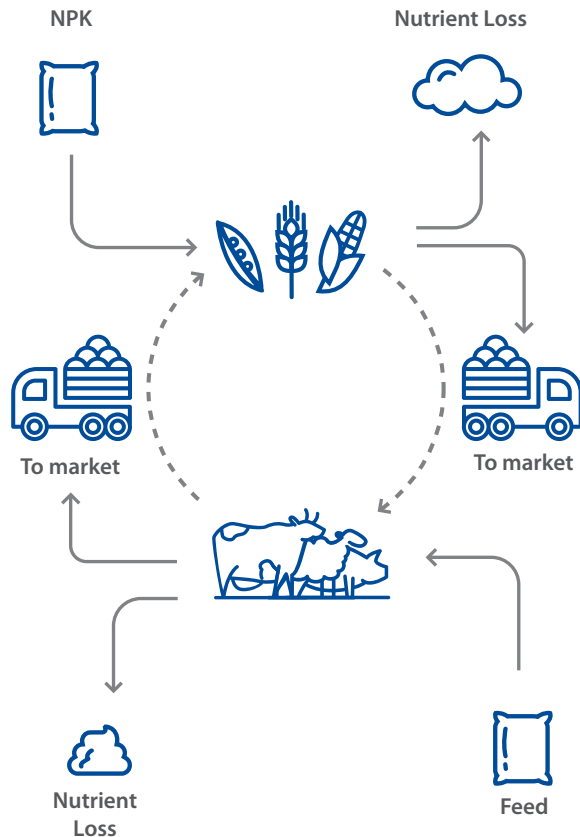 NPK
Nutrient Loss
To market
To market
Nutrient
Loss
Feed